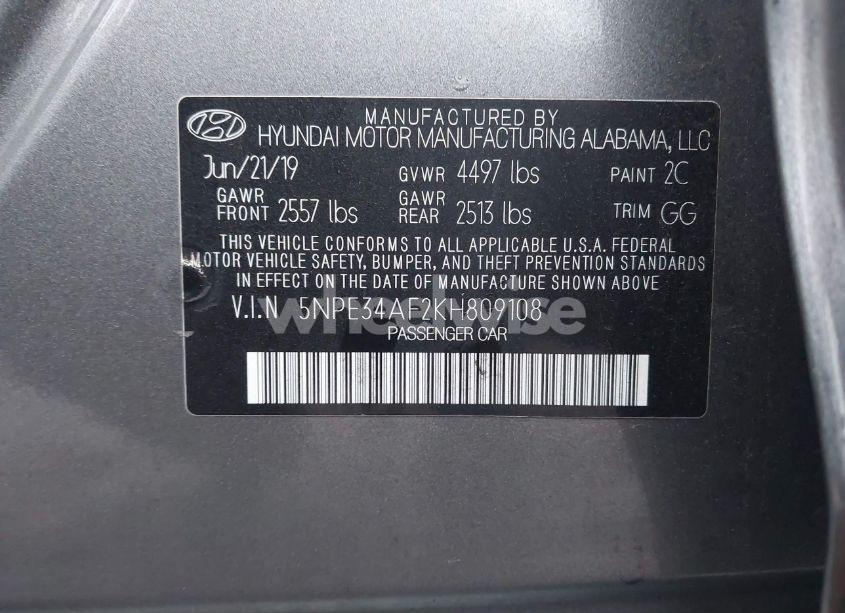 MANUFACTURED BY
HYUNDAI MOTOR MANUFACTURING ALABAMA, LLC
Jun/21/19 GVWR 4497 lbs PAINT 2C
GAWR FRONT 2557 lbs GAWR REAR 2513 lbs TRIM GG
THIS VEHICLE CONFORMS TO ALL APPLICABLE U.S.A. FEDERAL
MOTOR VEHICLE SAFETY, BUMPER, AND THEFT PREVENTION STANDARDS
IN EFFECT ON THE DATE OF MANUFACTURE SHOWN ABOVE
V.I.N 5NPE34AF2KH809108
wheelwise
PASSENGER CAR